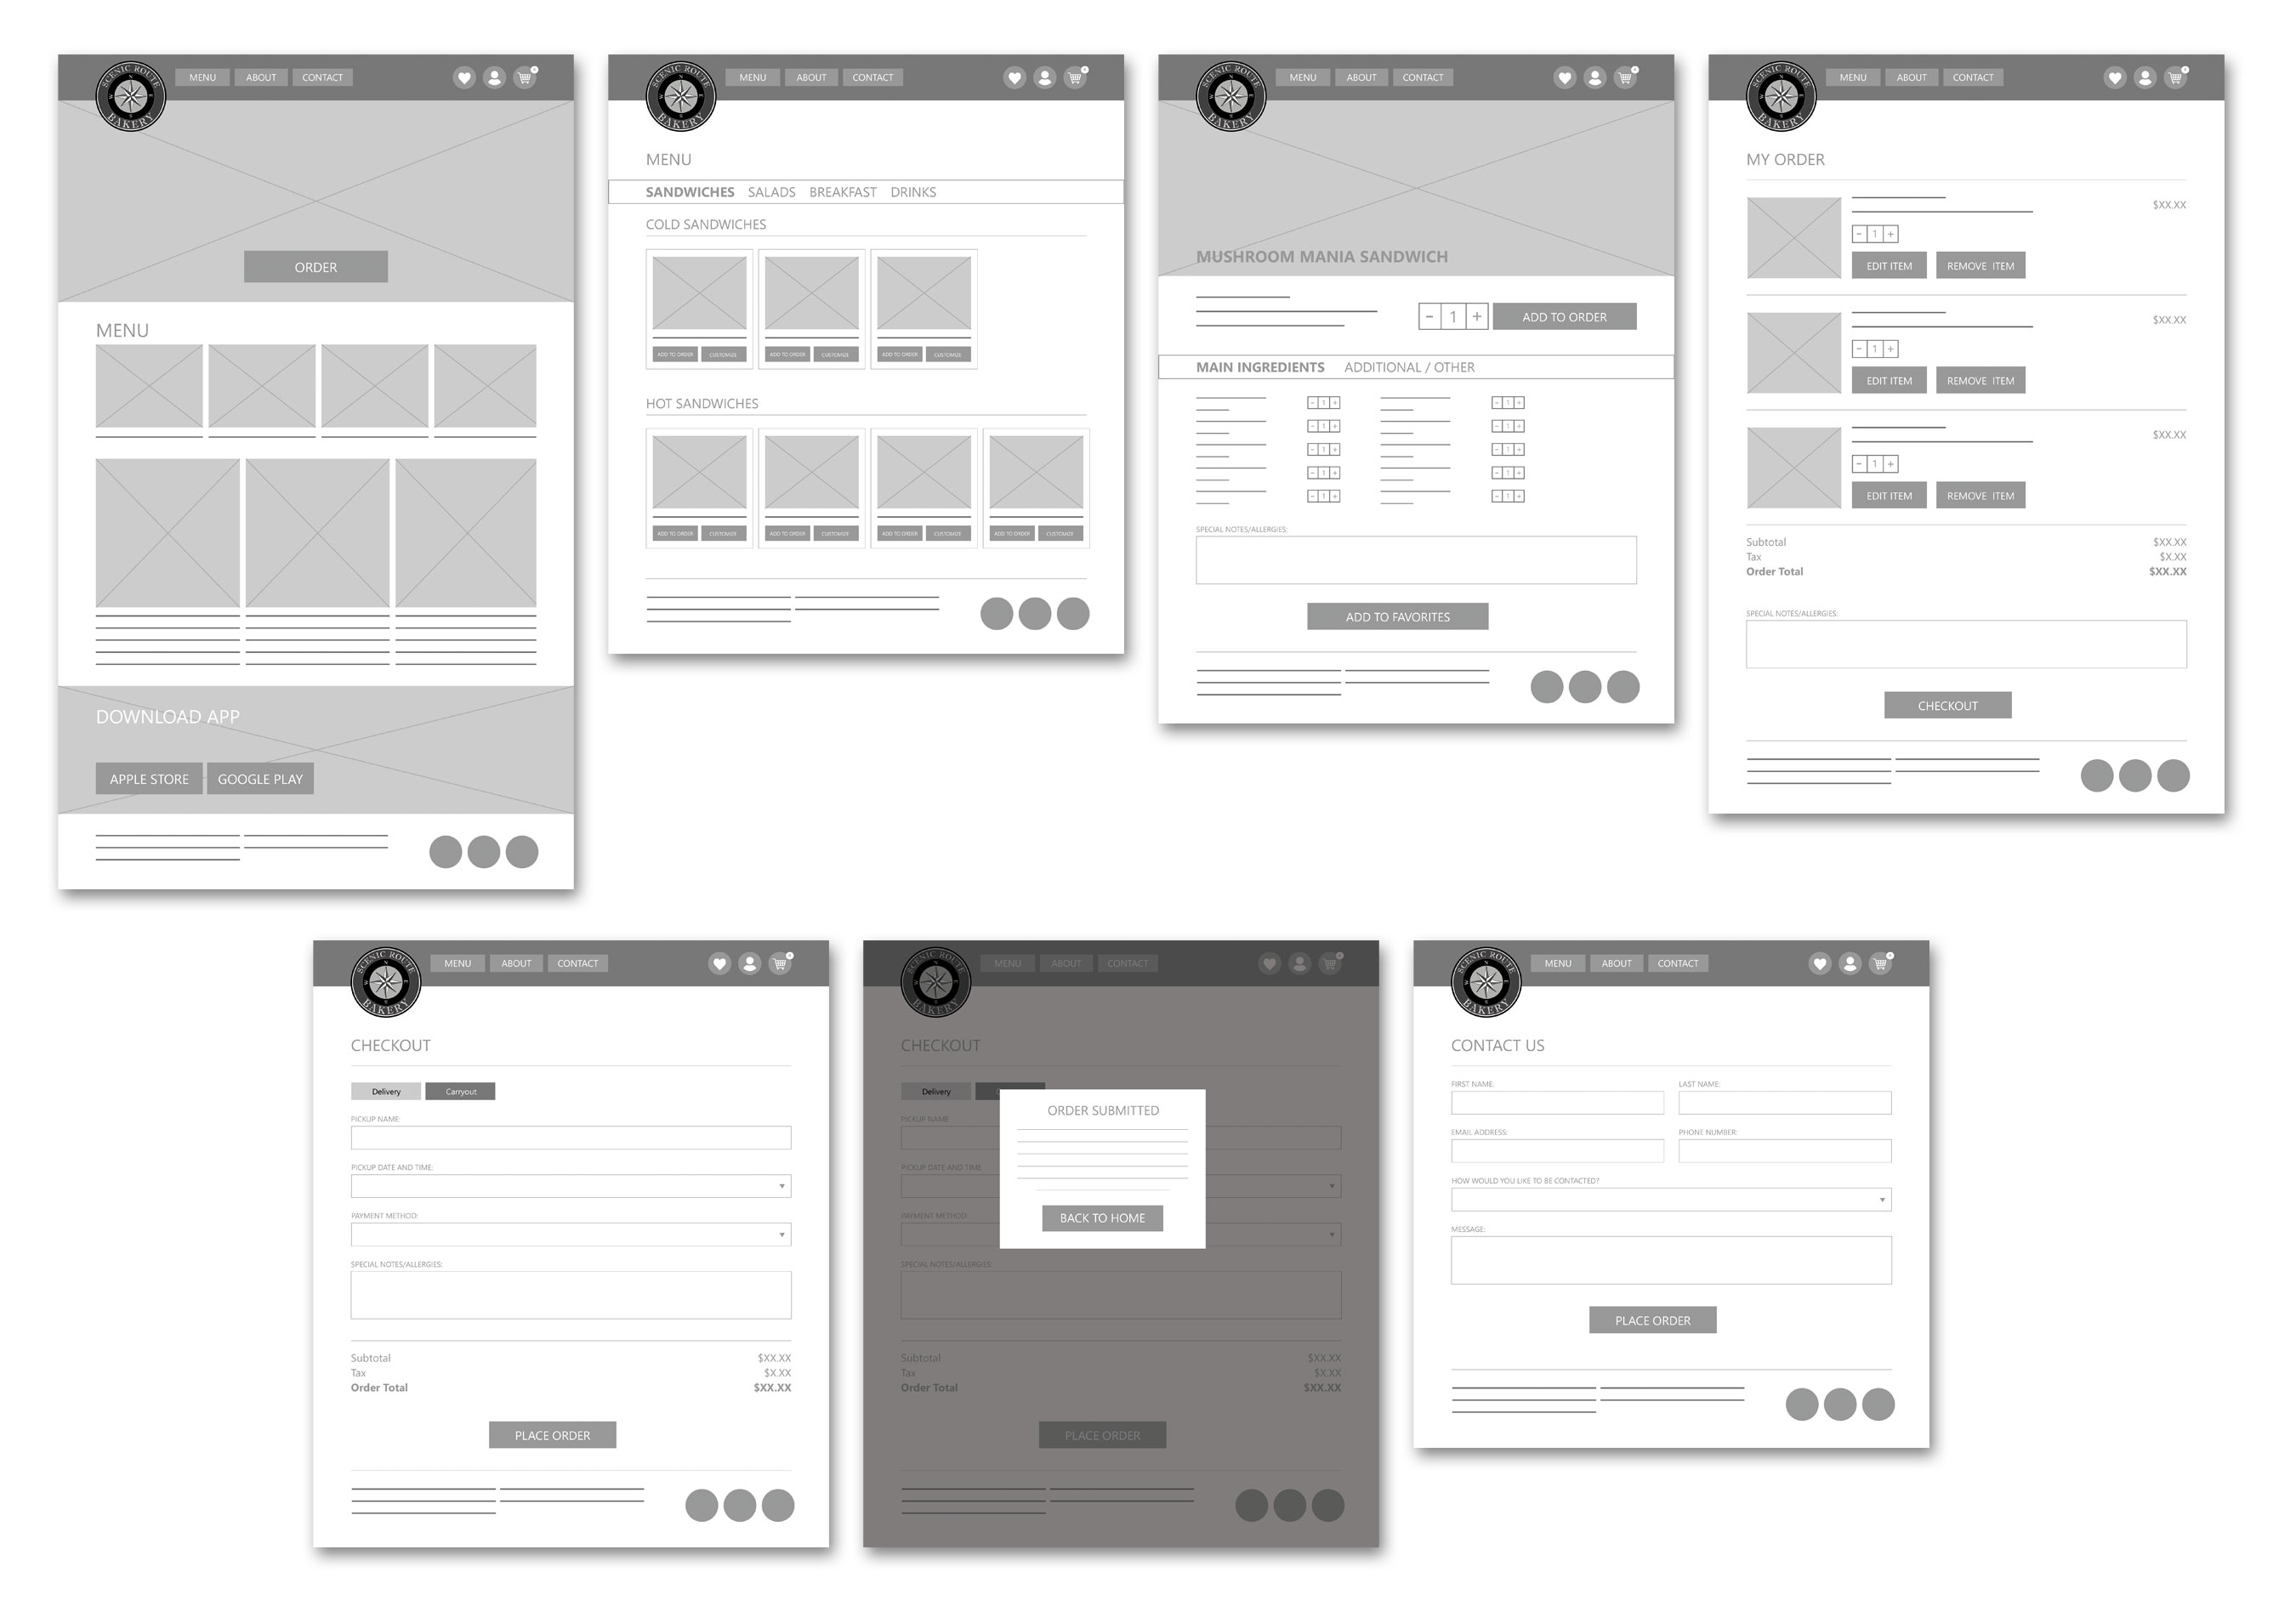 SCENIC ROUTE
N
W E
S
BAKERY
MENU ABOUT CONTACT
ORDER
MENU
DOWNLOAD APP
APPLE STORE GOOGLE PLAY
SCENIC ROUTE
N
W E
S
BAKERY
MENU ABOUT CONTACT
MENU
SANDWICHES SALADS BREAKFAST DRINKS
COLD SANDWICHES
ADD TO ORDER CUSTOMIZE ADD TO ORDER CUSTOMIZE ADD TO ORDER CUSTOMIZE
HOT SANDWICHES
ADD TO ORDER CUSTOMIZE ADD TO ORDER CUSTOMIZE ADD TO ORDER CUSTOMIZE ADD TO ORDER CUSTOMIZE
SCENIC ROUTE
N
W E
S
BAKERY
MENU ABOUT CONTACT
MUSHROOM MANIA SANDWICH
- 1 + ADD TO ORDER
MAIN INGREDIENTS ADDITIONAL / OTHER
- 1 + - 1 +
- 1 + - 1 +
- 1 + - 1 +
- 1 + - 1 +
- 1 + - 1 +
SPECIAL NOTES/ALLERGIES:
ADD TO FAVORITES
SCENIC ROUTE
N
W E
S
BAKERY
MENU ABOUT CONTACT
MY ORDER
$XX.XX
- 1 +
EDIT ITEM REMOVE ITEM
$XX.XX
- 1 +
EDIT ITEM REMOVE ITEM
$XX.XX
- 1 +
EDIT ITEM REMOVE ITEM
Subtotal $XX.XX
Tax $X.XX
Order Total $XX.XX
SPECIAL NOTES/ALLERGIES:
CHECKOUT
SCENIC ROUTE
N
W E
S
BAKERY
MENU ABOUT CONTACT
CHECKOUT
Delivery Carryout
PICKUP NAME:
PICKUP DATE AND TIME:
PAYMENT METHOD:
SPECIAL NOTES/ALLERGIES:
Subtotal $XX.XX
Tax $X.XX
Order Total $XX.XX
PLACE ORDER
SCENIC ROUTE
N
W E
S
BAKERY
MENU ABOUT CONTACT
CHECKOUT
Delivery
PICKUP NAME
PICKUP DATE AND TIME
PAYMENT METHOD
SPECIAL NOTES/ALLERGIES:
ORDER SUBMITTED
BACK TO HOME
Subtotal $XX.XX
Tax $X.XX
Order Total $XX.XX
PLACE ORDER
SCENIC ROUTE
N
W E
S
BAKERY
MENU ABOUT CONTACT
CONTACT US
FIRST NAME: LAST NAME:
EMAIL ADDRESS: PHONE NUMBER:
HOW WOULD YOU LIKE TO BE CONTACTED?
MESSAGE:
PLACE ORDER